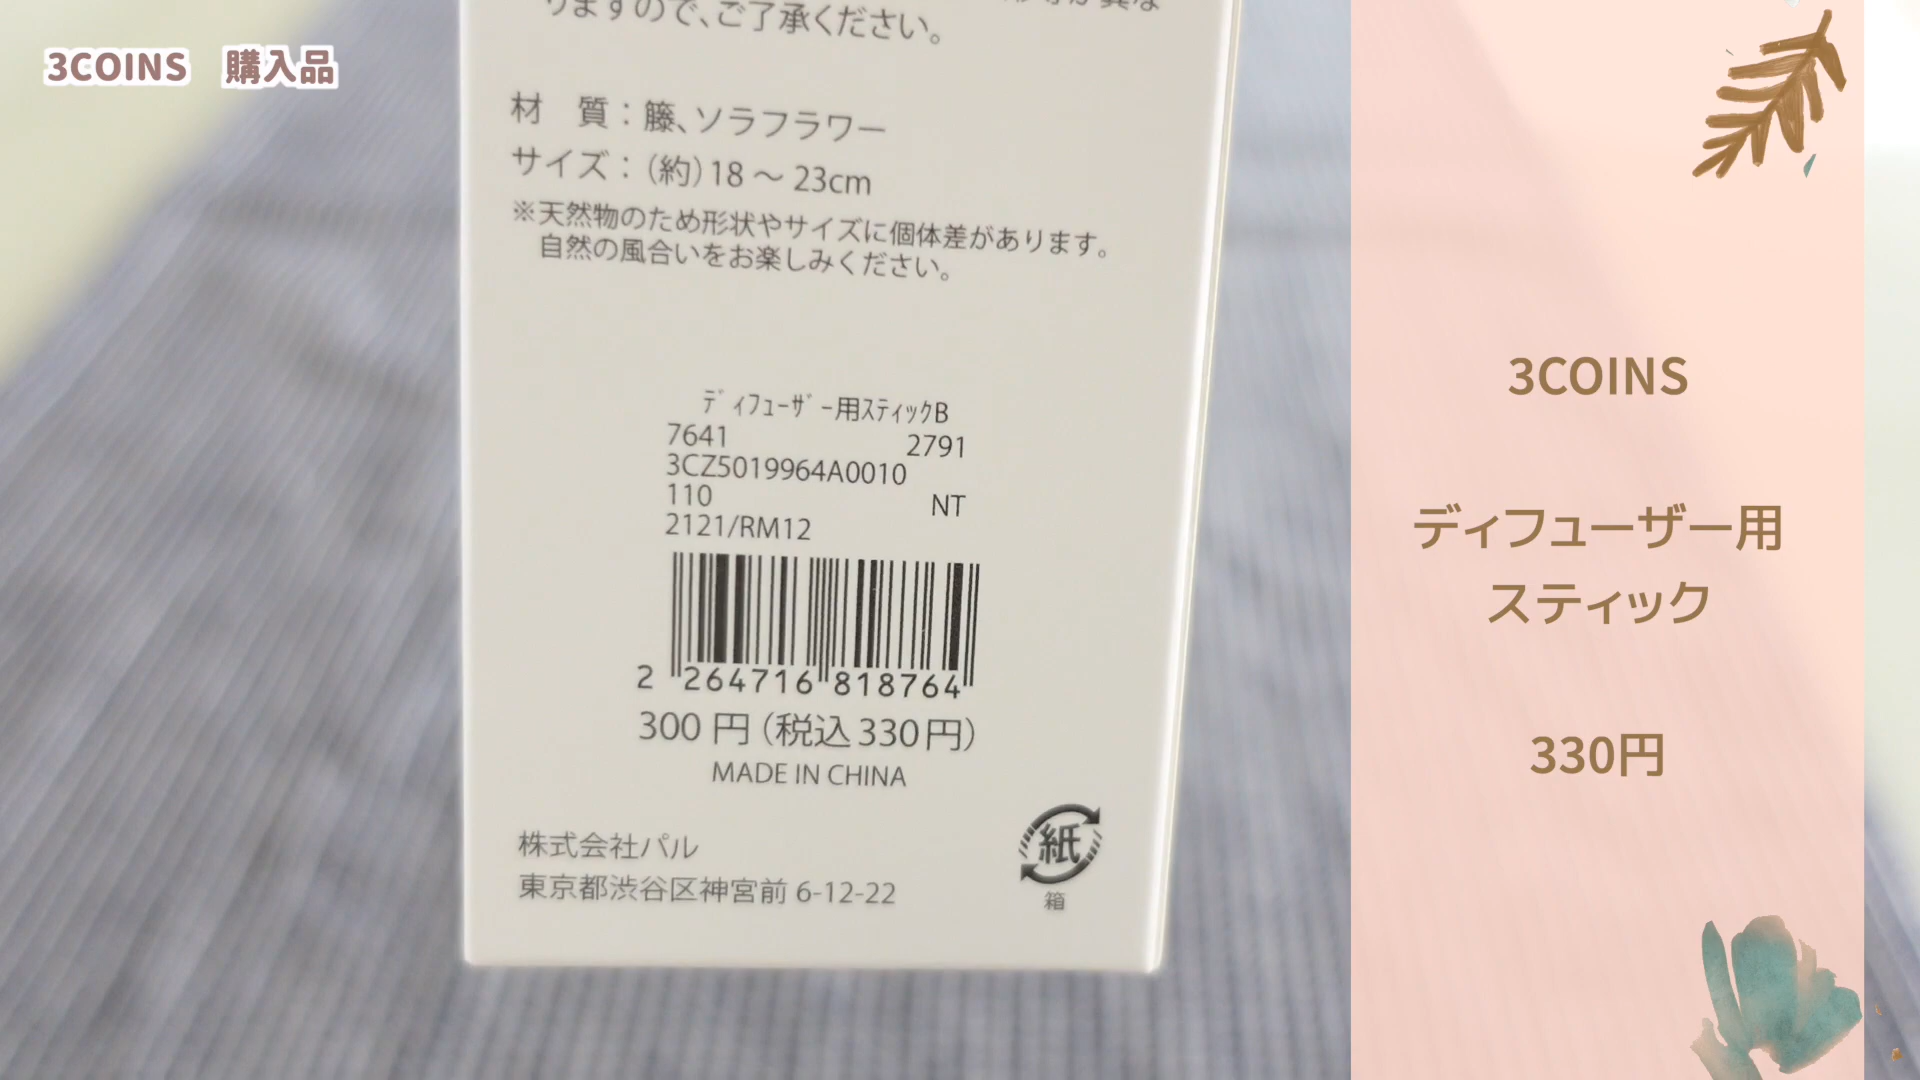 3COINS　購入品
りますので、ご了承ください。
材　質：籐、ソラフラワー
サイズ：（約）18 〜 23cm
※天然物のため形状やサイズに個体差があります。
自然の風合いをお楽しみください。
ﾃﾞｨﾌｭｰｻﾞｰ用ｽﾃｨｯｸB
7641 2791
3CZ5019964A0010
110 NT
2121/RM12
2 264716 818764
300 円（税込 330 円）
MADE IN CHINA
株式会社パル
東京都渋谷区神宮前 6-12-22
紙
箱
3COINS
ディフューザー用
スティック
330円